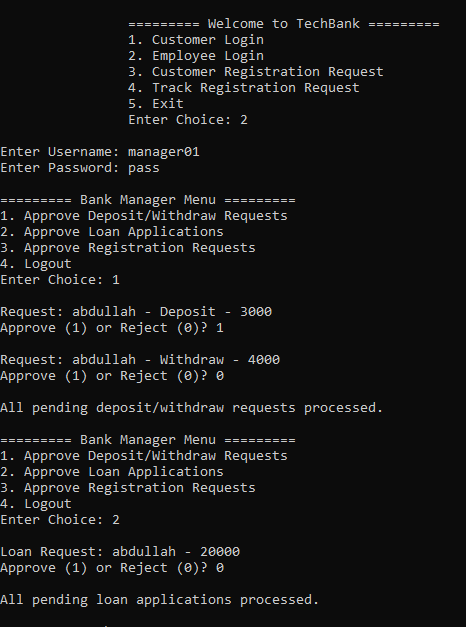 ========= Welcome to TechBank =========
1. Customer Login
2. Employee Login
3. Customer Registration Request
4. Track Registration Request
5. Exit
Enter Choice: 2
Enter Username: manager01
Enter Password: pass
========= Bank Manager Menu =========
1. Approve Deposit/Withdraw Requests
2. Approve Loan Applications
3. Approve Registration Requests
4. Logout
Enter Choice: 1
Request: abdullah - Deposit - 3000
Approve (1) or Reject (0)? 1
Request: abdullah - Withdraw - 4000
Approve (1) or Reject (0)? 0
All pending deposit/withdraw requests processed.
========= Bank Manager Menu =========
1. Approve Deposit/Withdraw Requests
2. Approve Loan Applications
3. Approve Registration Requests
4. Logout
Enter Choice: 2
Loan Request: abdullah - 20000
Approve (1) or Reject (0)? 0
All pending loan applications processed.